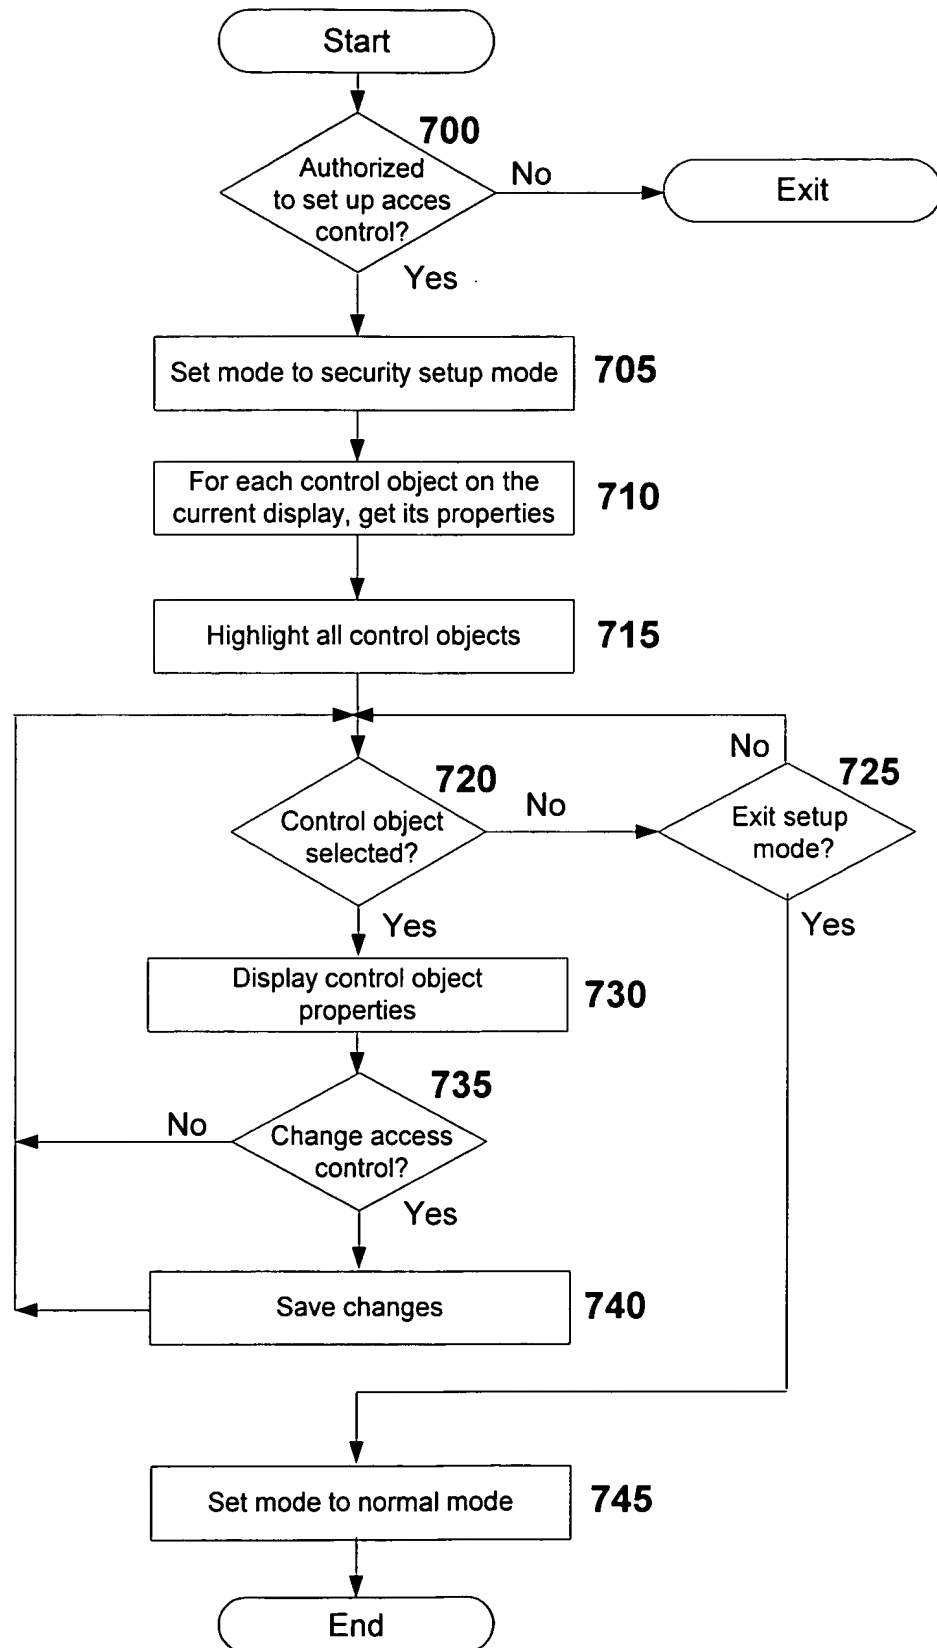 Start
700
Authorized
to set up acces
control?
No
Exit
Yes
Set mode to security setup mode
705
For each control object on the
current display, get its properties
710
Highlight all control objects
715
No
725
720
Control object
selected?
No
Exit setup
mode?
Yes
Yes
Display control object
properties
730
735
No
Change access
control?
Yes
Save changes
740
Set mode to normal mode
745
End